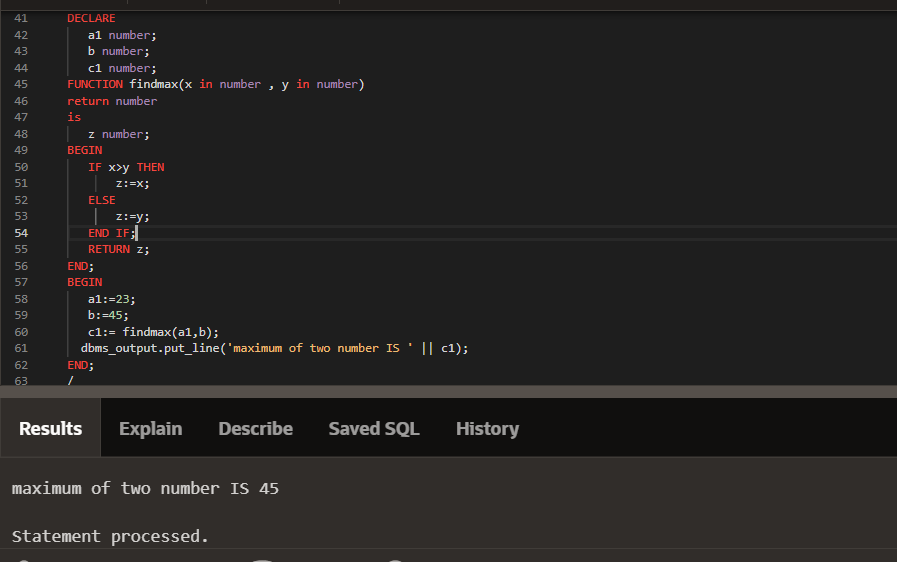 41 DECLARE
42 a1 number;
43 b number;
44 c1 number;
45 FUNCTION findmax(x in number , y in number)
46 return number
47 is
48 z number;
49 BEGIN
50 IF x>y THEN
51 z:=x;
52 ELSE
53 z:=y;
54 END IF;
55 RETURN z;
56 END;
57 BEGIN
58 a1:=23;
59 b:=45;
60 c1:= findmax(a1,b);
61 dbms_output.put_line('maximum of two number IS ' || c1);
62 END;
63 /
Results Explain Describe Saved SQL History
maximum of two number IS 45
Statement processed.